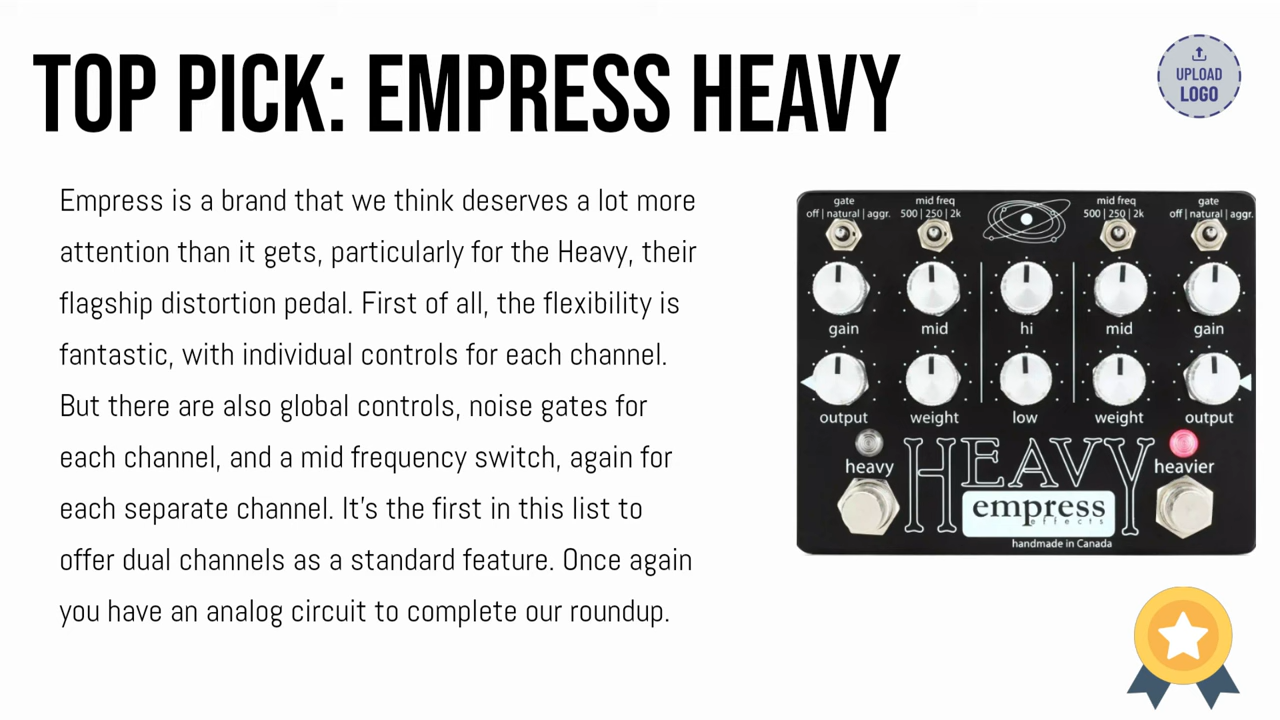 TOP PICK: EMPRESS HEAVY
UPLOAD
LOGO
Empress is a brand that we think deserves a lot more
attention than it gets, particularly for the Heavy, their
flagship distortion pedal. First of all, the flexibility is
fantastic, with individual controls for each channel.
But there are also global controls, noise gates for
each channel, and a mid frequency switch, again for
each separate channel. It's the first in this list to
offer dual channels as a standard feature. Once again
you have an analog circuit to complete our roundup.
gate mid freq mid freq gate
off | natural | aggr. 500 | 250 | 2k 500 | 250 | 2k off | natural | aggr.
gain mid hi mid gain
output weight low weight output
heavy HEAVY heavier
empress
effects
handmade in Canada